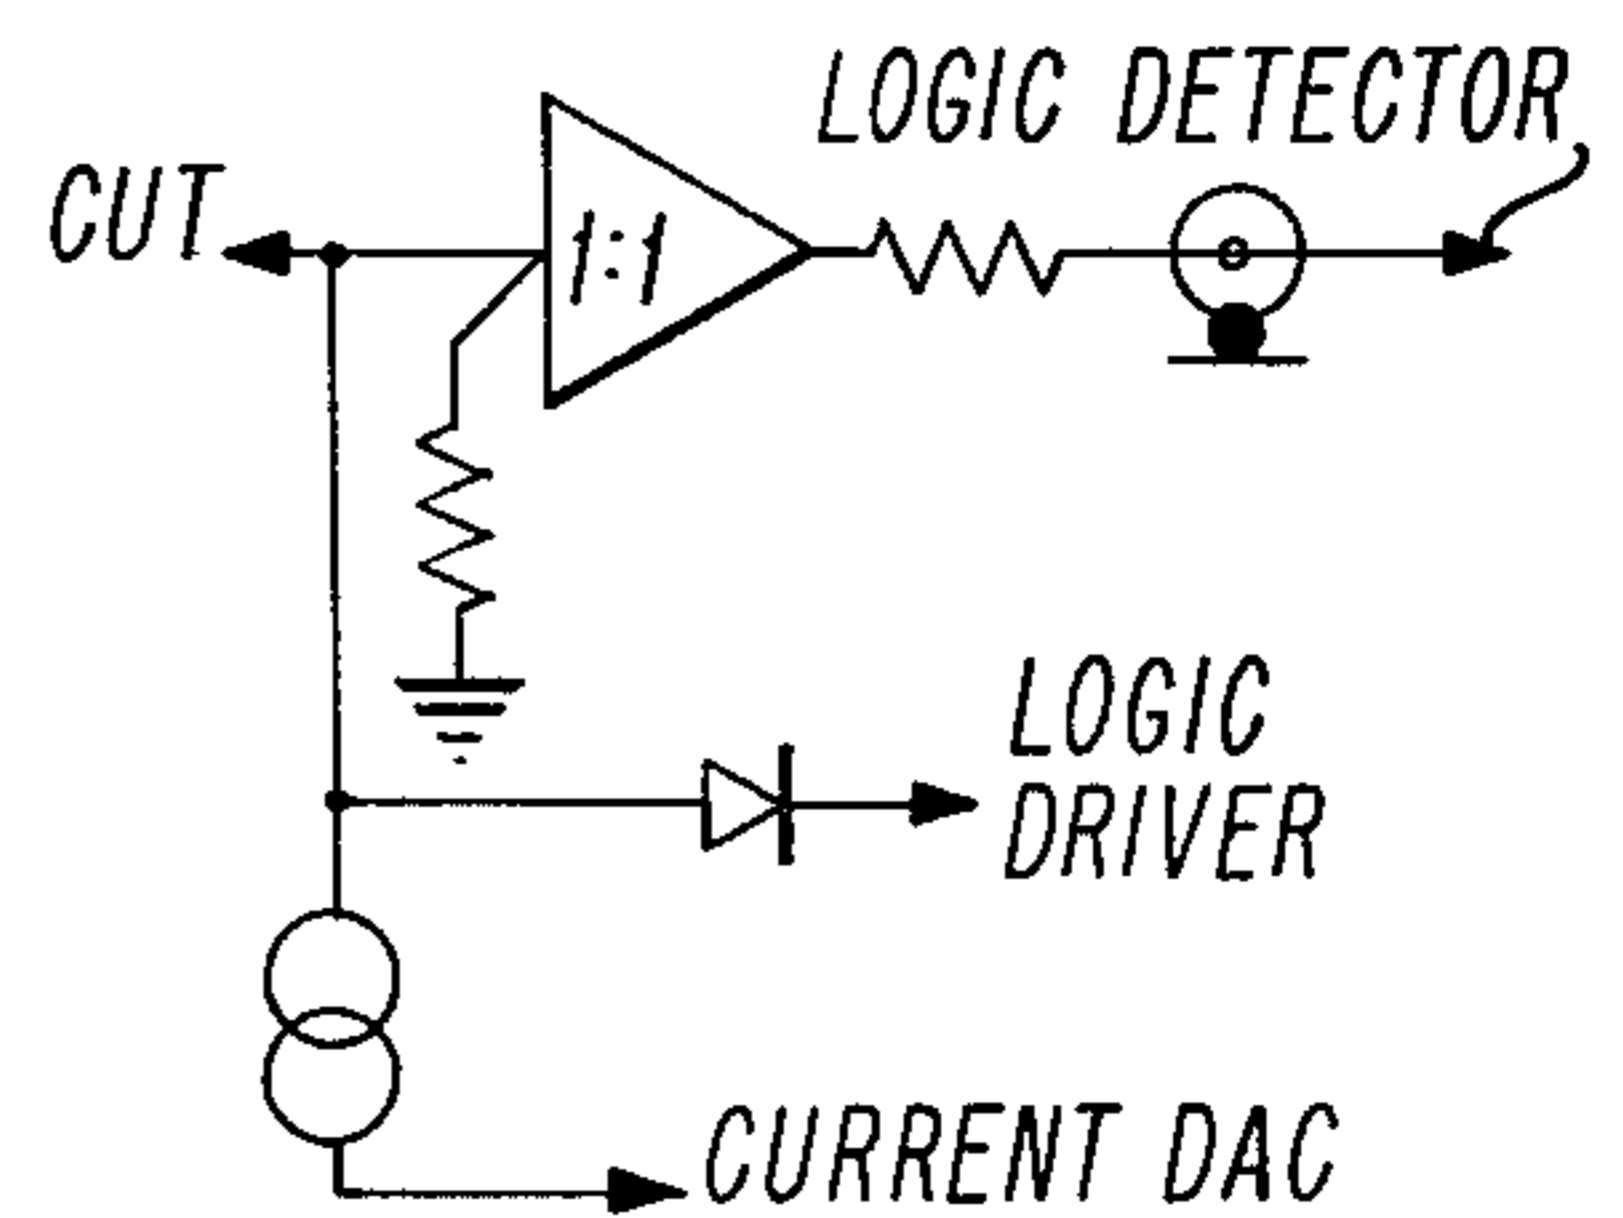 LOGIC DETECTOR
CUT
1:1
LOGIC
DRIVER
CURRENT DAC